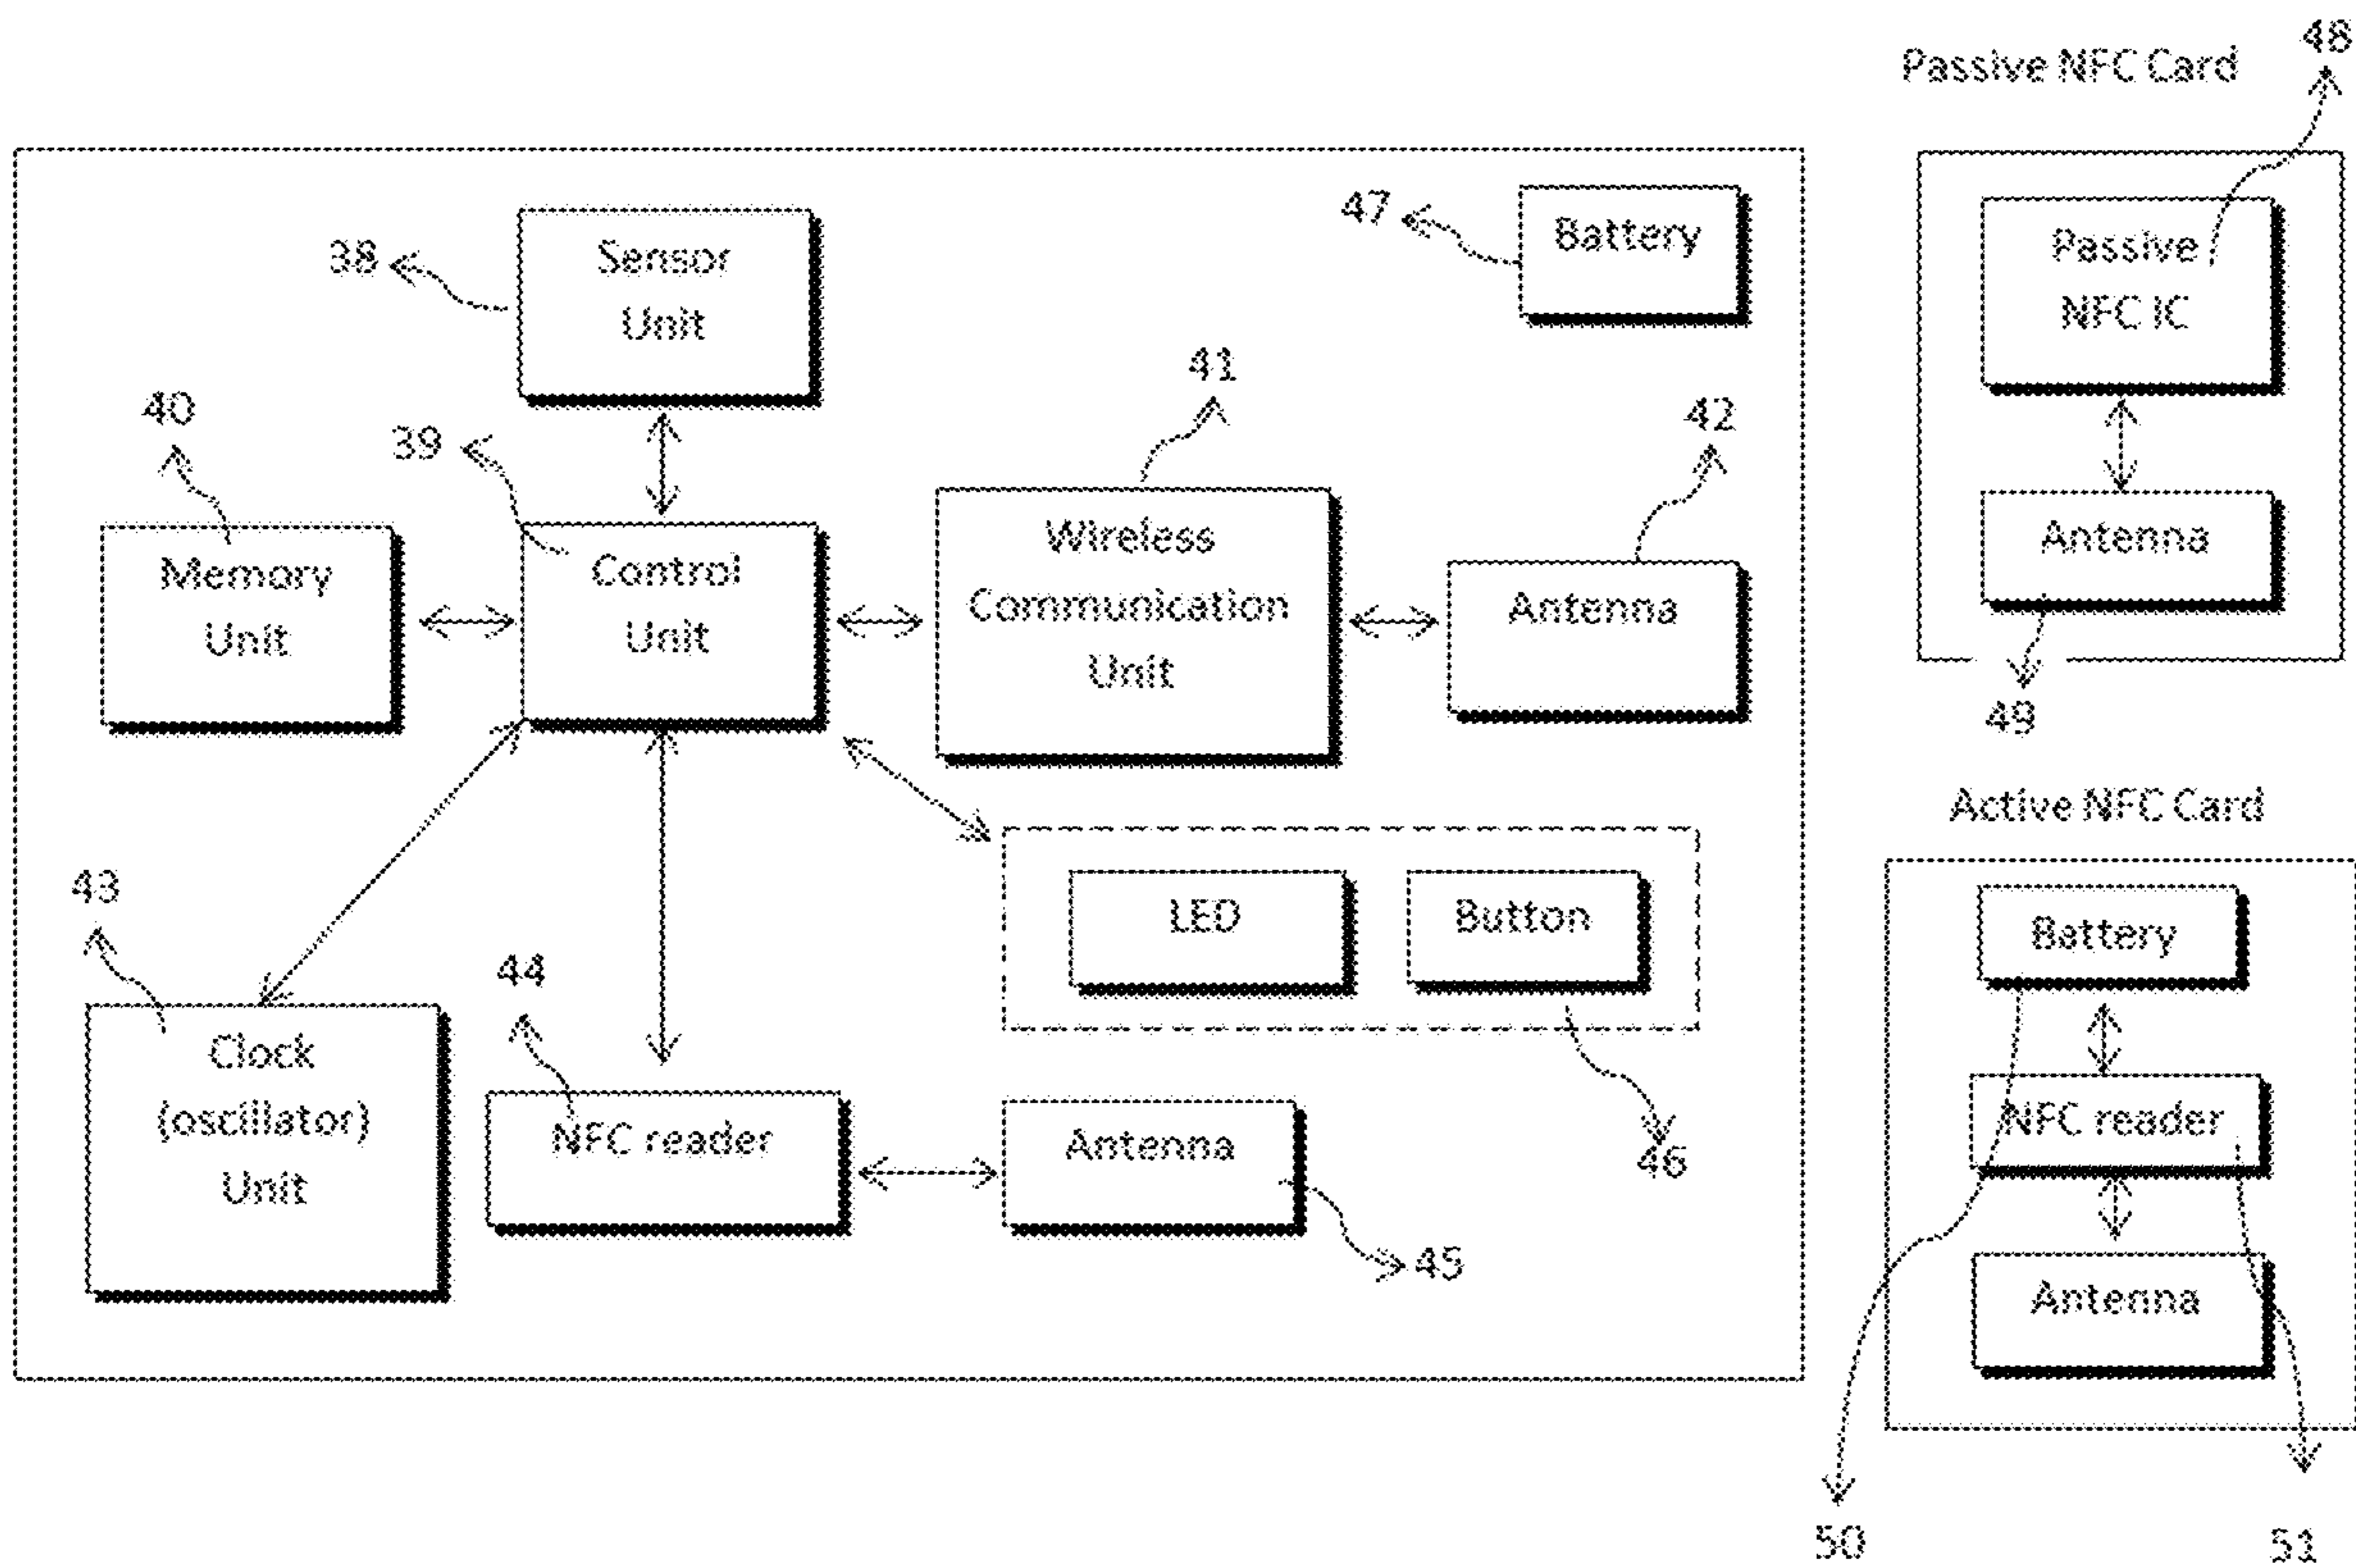 48
Passive NFC Card
47
Battery
Passive
NFC IC
38
Sensor
Unit
41
40
39
42
Wireless
Communication
Unit
Antenna
Antenna
Memory
Unit
Control
Unit
49
Active NFC Card
43
LED
Button
Battery
44
Clock
(oscillator)
Unit
NFC reader
Antenna
46
NFC reader
45
Antenna
50
51